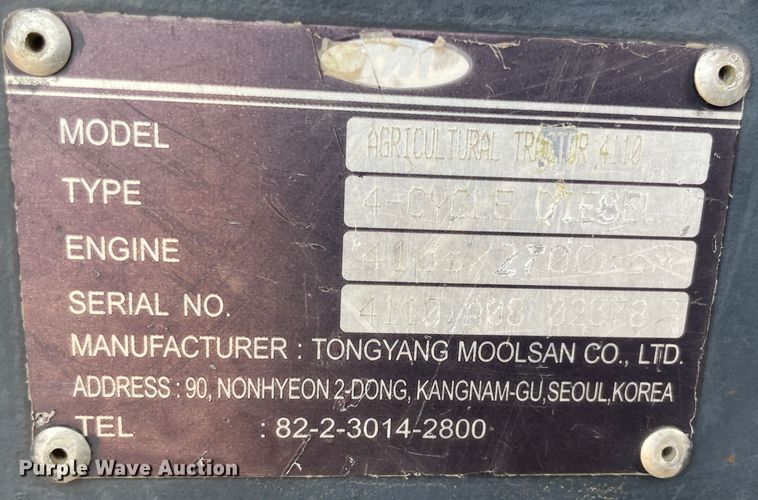 MODEL AGRICULTURAL TRACTOR 4110
TYPE 4-CYCLE DIESEL
ENGINE
SERIAL NO.
MANUFACTURER : TONGYANG MOOLSAN CO., LTD.
ADDRESS : 90, NONHYEON 2-DONG, KANGNAM-GU, SEOUL, KOREA
TEL : 82-2-3014-2800
Purple Wave Auction